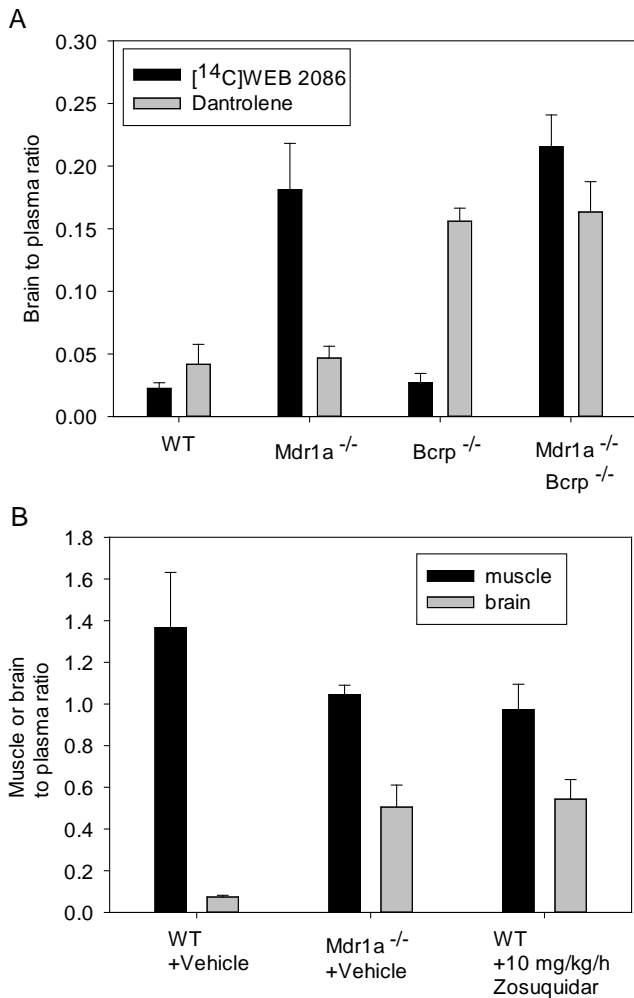 A
0.30
0.25
0.20
0.15
0.10
0.05
0.00
Brain to plasma ratio
[14C]WEB 2086
Dantrolene
WT
Mdr1a -/-
Bcrp -/-
Mdr1a -/-
Bcrp -/-
B
1.8
1.6
1.4
1.2
1.0
0.8
0.6
0.4
0.2
0.0
Muscle or brain
to plasma ratio
muscle
brain
WT
+Vehicle
Mdr1a -/-
+Vehicle
WT
+10 mg/kg/h
Zosuquidar